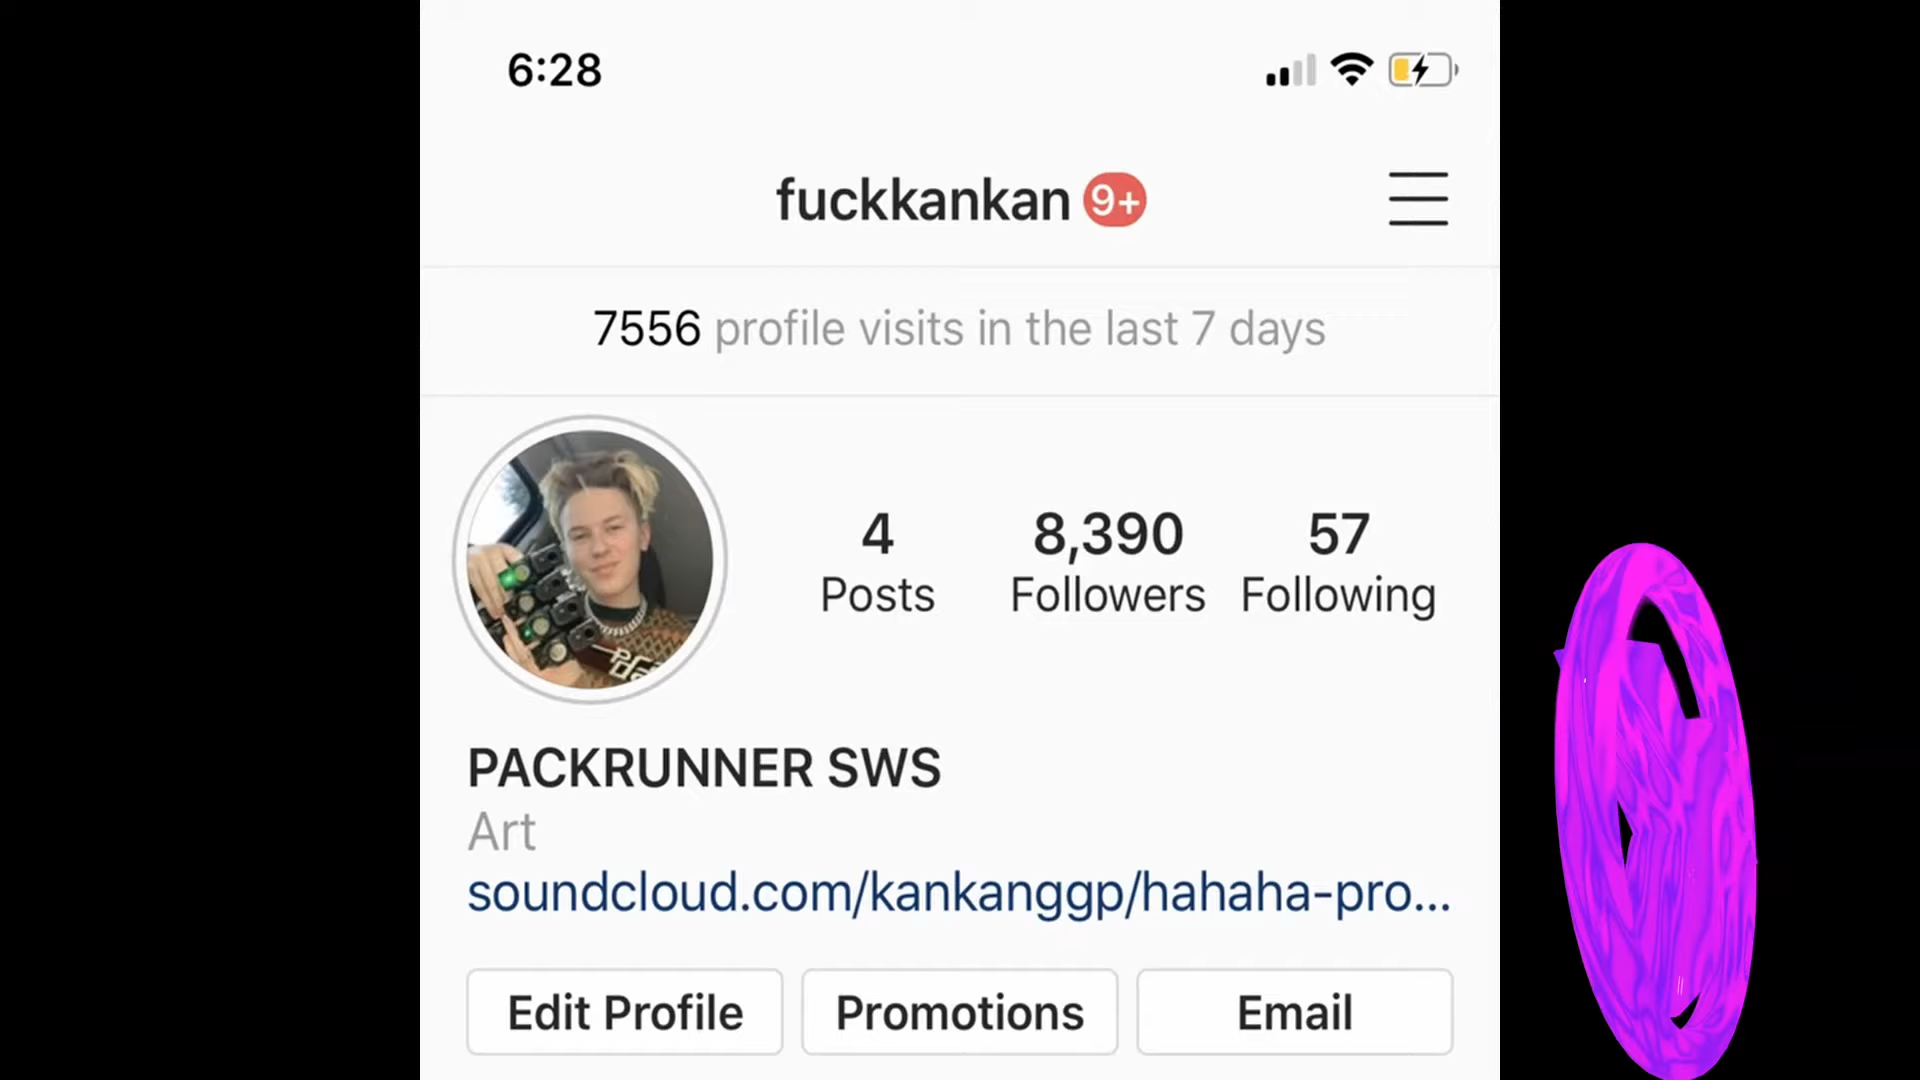 6:28
fuckkankan 9+
7556 profile visits in the last 7 days
4 8,390 57
Posts Followers Following
PACKRUNNER SWS
Art
soundcloud.com/kankanggp/hahaha-pro...
Edit Profile Promotions Email